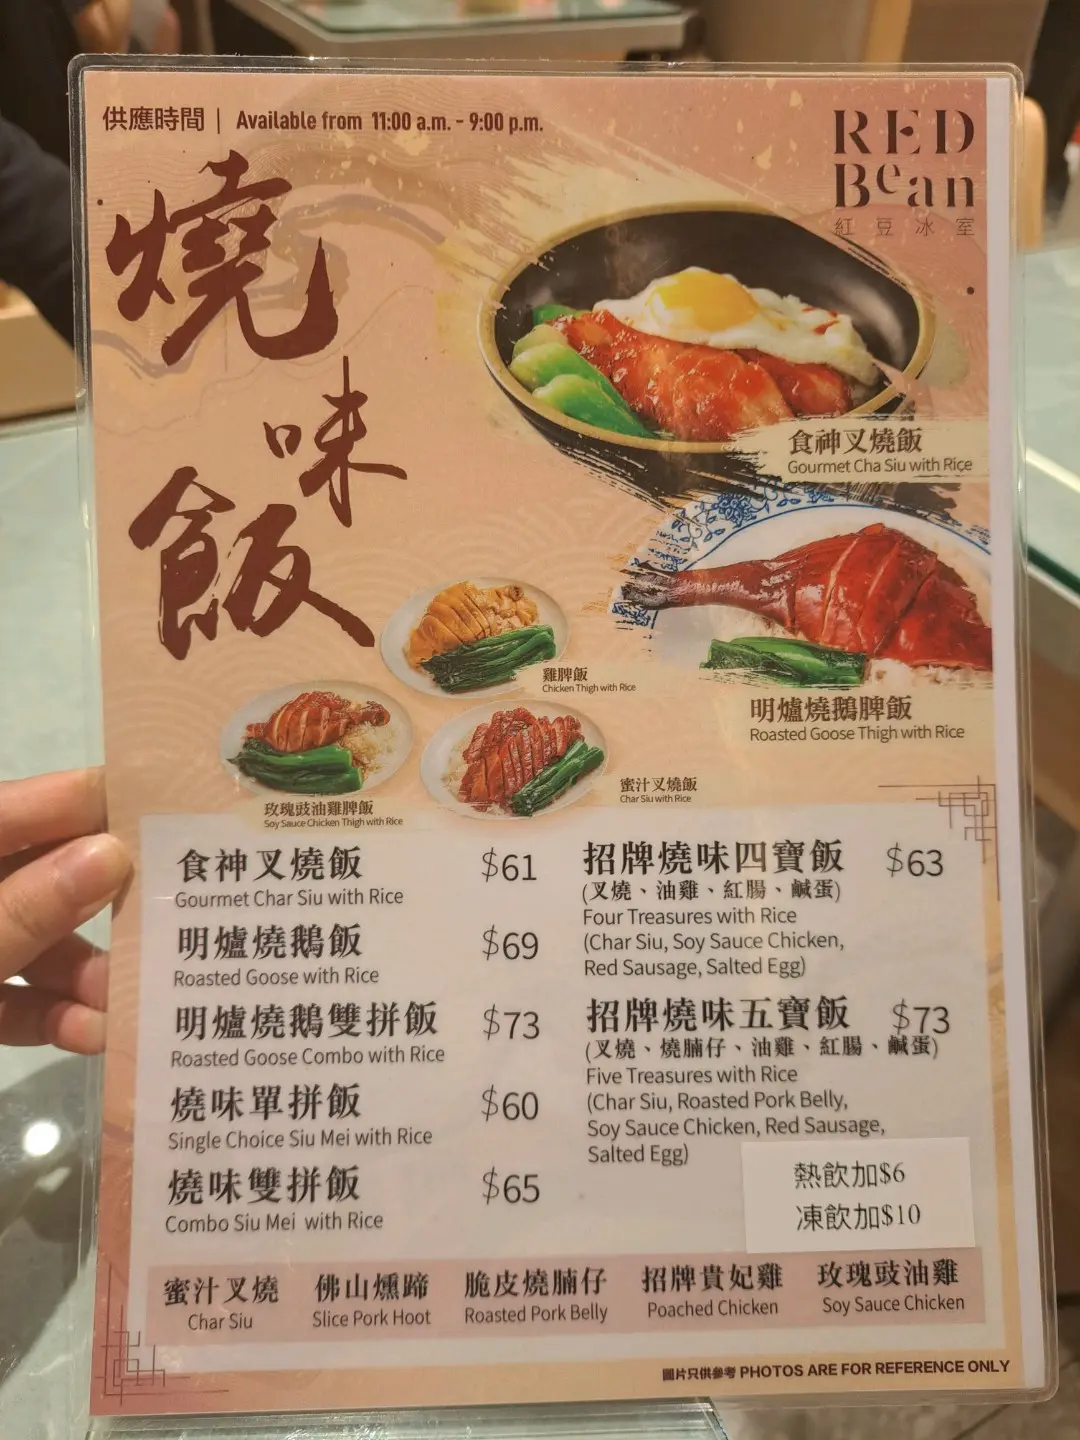 供應時間 | Available from 11:00 a.m. - 9:00 p.m.
RED
Bean
紅豆冰室
燒
味
飯
食神叉燒飯
Gourmet Cha Siu with Rice
明爐燒鵝脾飯
Roasted Goose Thigh with Rice
雞脾飯
Chicken Thigh with Rice
玫瑰豉油雞脾飯
Soy Sauce Chicken Thigh with Rice
蜜汁叉燒飯
Char Siu with Rice
食神叉燒飯 $61
Gourmet Char Siu with Rice
明爐燒鵝飯 $69
Roasted Goose with Rice
明爐燒鵝雙拼飯 $73
Roasted Goose Combo with Rice
燒味單拼飯 $60
Single Choice Siu Mei with Rice
燒味雙拼飯 $65
Combo Siu Mei with Rice
招牌燒味四寶飯 $63
(叉燒、油雞、紅腸、鹹蛋)
Four Treasures with Rice
(Char Siu, Soy Sauce Chicken,
Red Sausage, Salted Egg)
招牌燒味五寶飯 $73
(叉燒、燒腩仔、油雞、紅腸、鹹蛋)
Five Treasures with Rice
(Char Siu, Roasted Pork Belly,
Soy Sauce Chicken, Red Sausage,
Salted Egg)
熱飲加$6
凍飲加$10
蜜汁叉燒 佛山燻蹄 脆皮燒腩仔 招牌貴妃雞 玫瑰豉油雞
Char Siu Slice Pork Hoot Roasted Pork Belly Poached Chicken Soy Sauce Chicken
圖片只供參考 PHOTOS ARE FOR REFERENCE ONLY